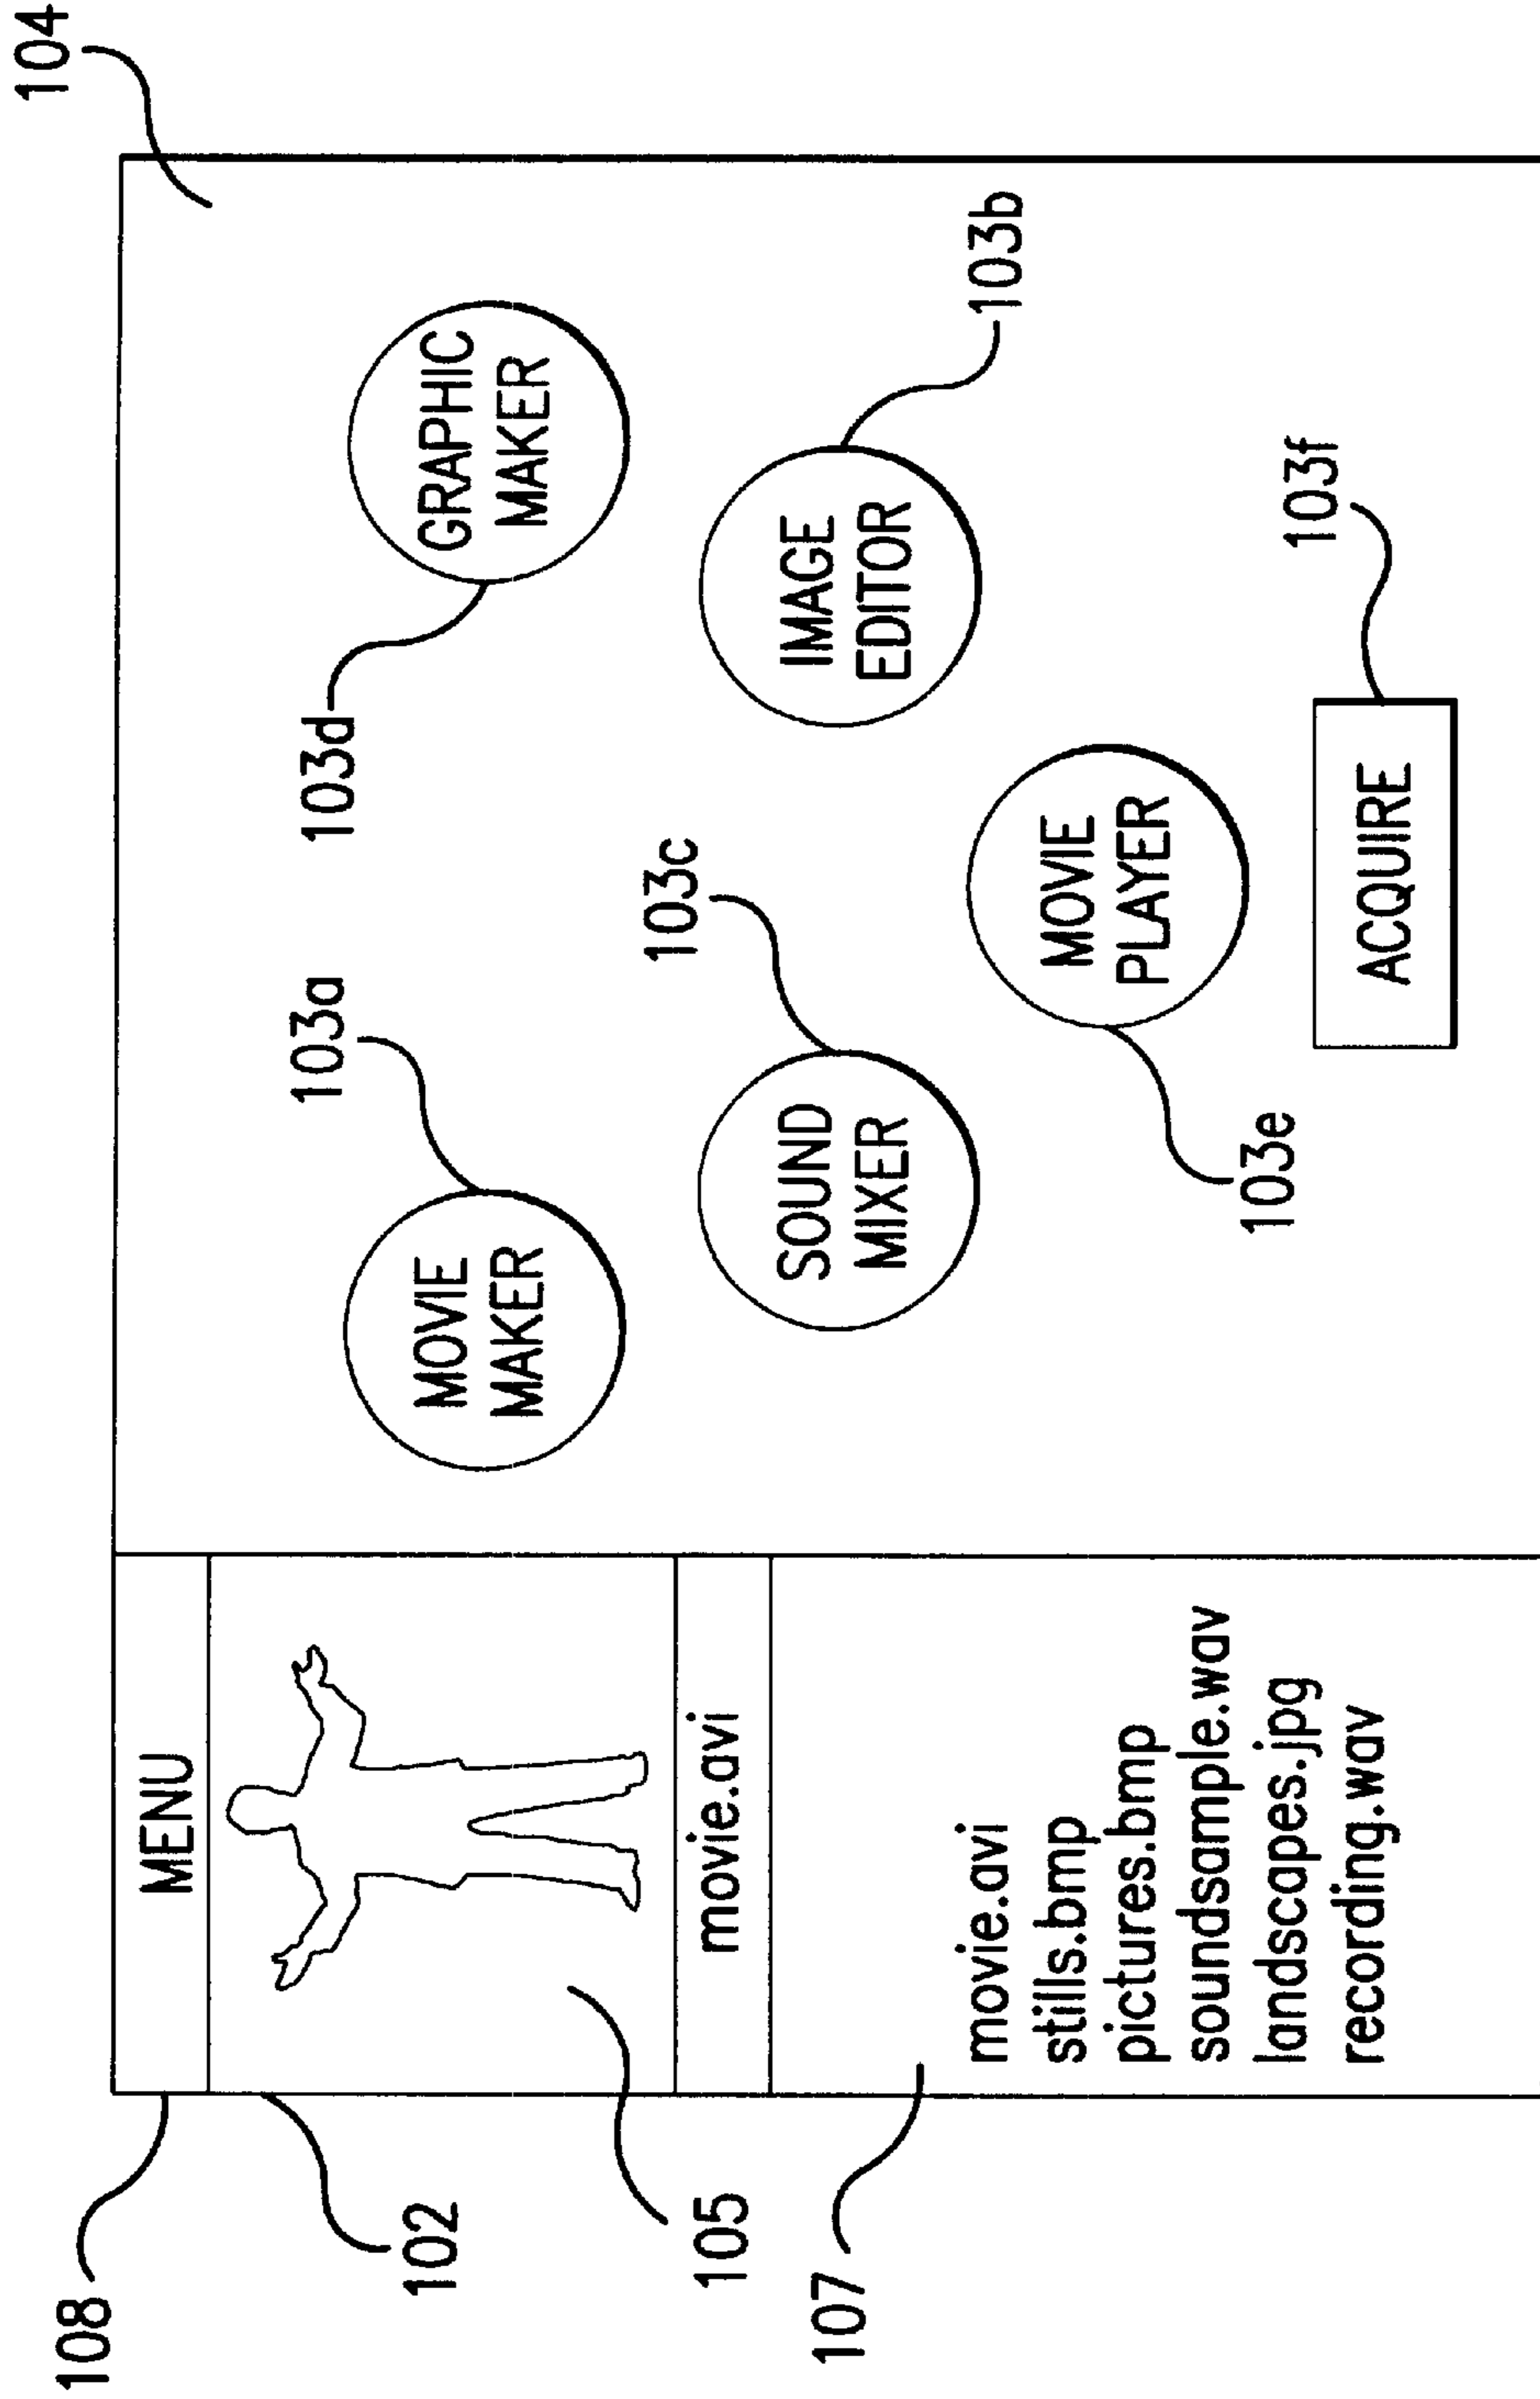 104
108
MENU
102
105
movie.avi
107
movie.avi
stills.bmp
pictures.bmp
soundsample.wav
landscapes.jpg
recording.wav
103a
MOVIE
MAKER
103d
GRAPHIC
MAKER
103c
SOUND
MIXER
103b
IMAGE
EDITOR
103e
MOVIE
PLAYER
103f
ACQUIRE